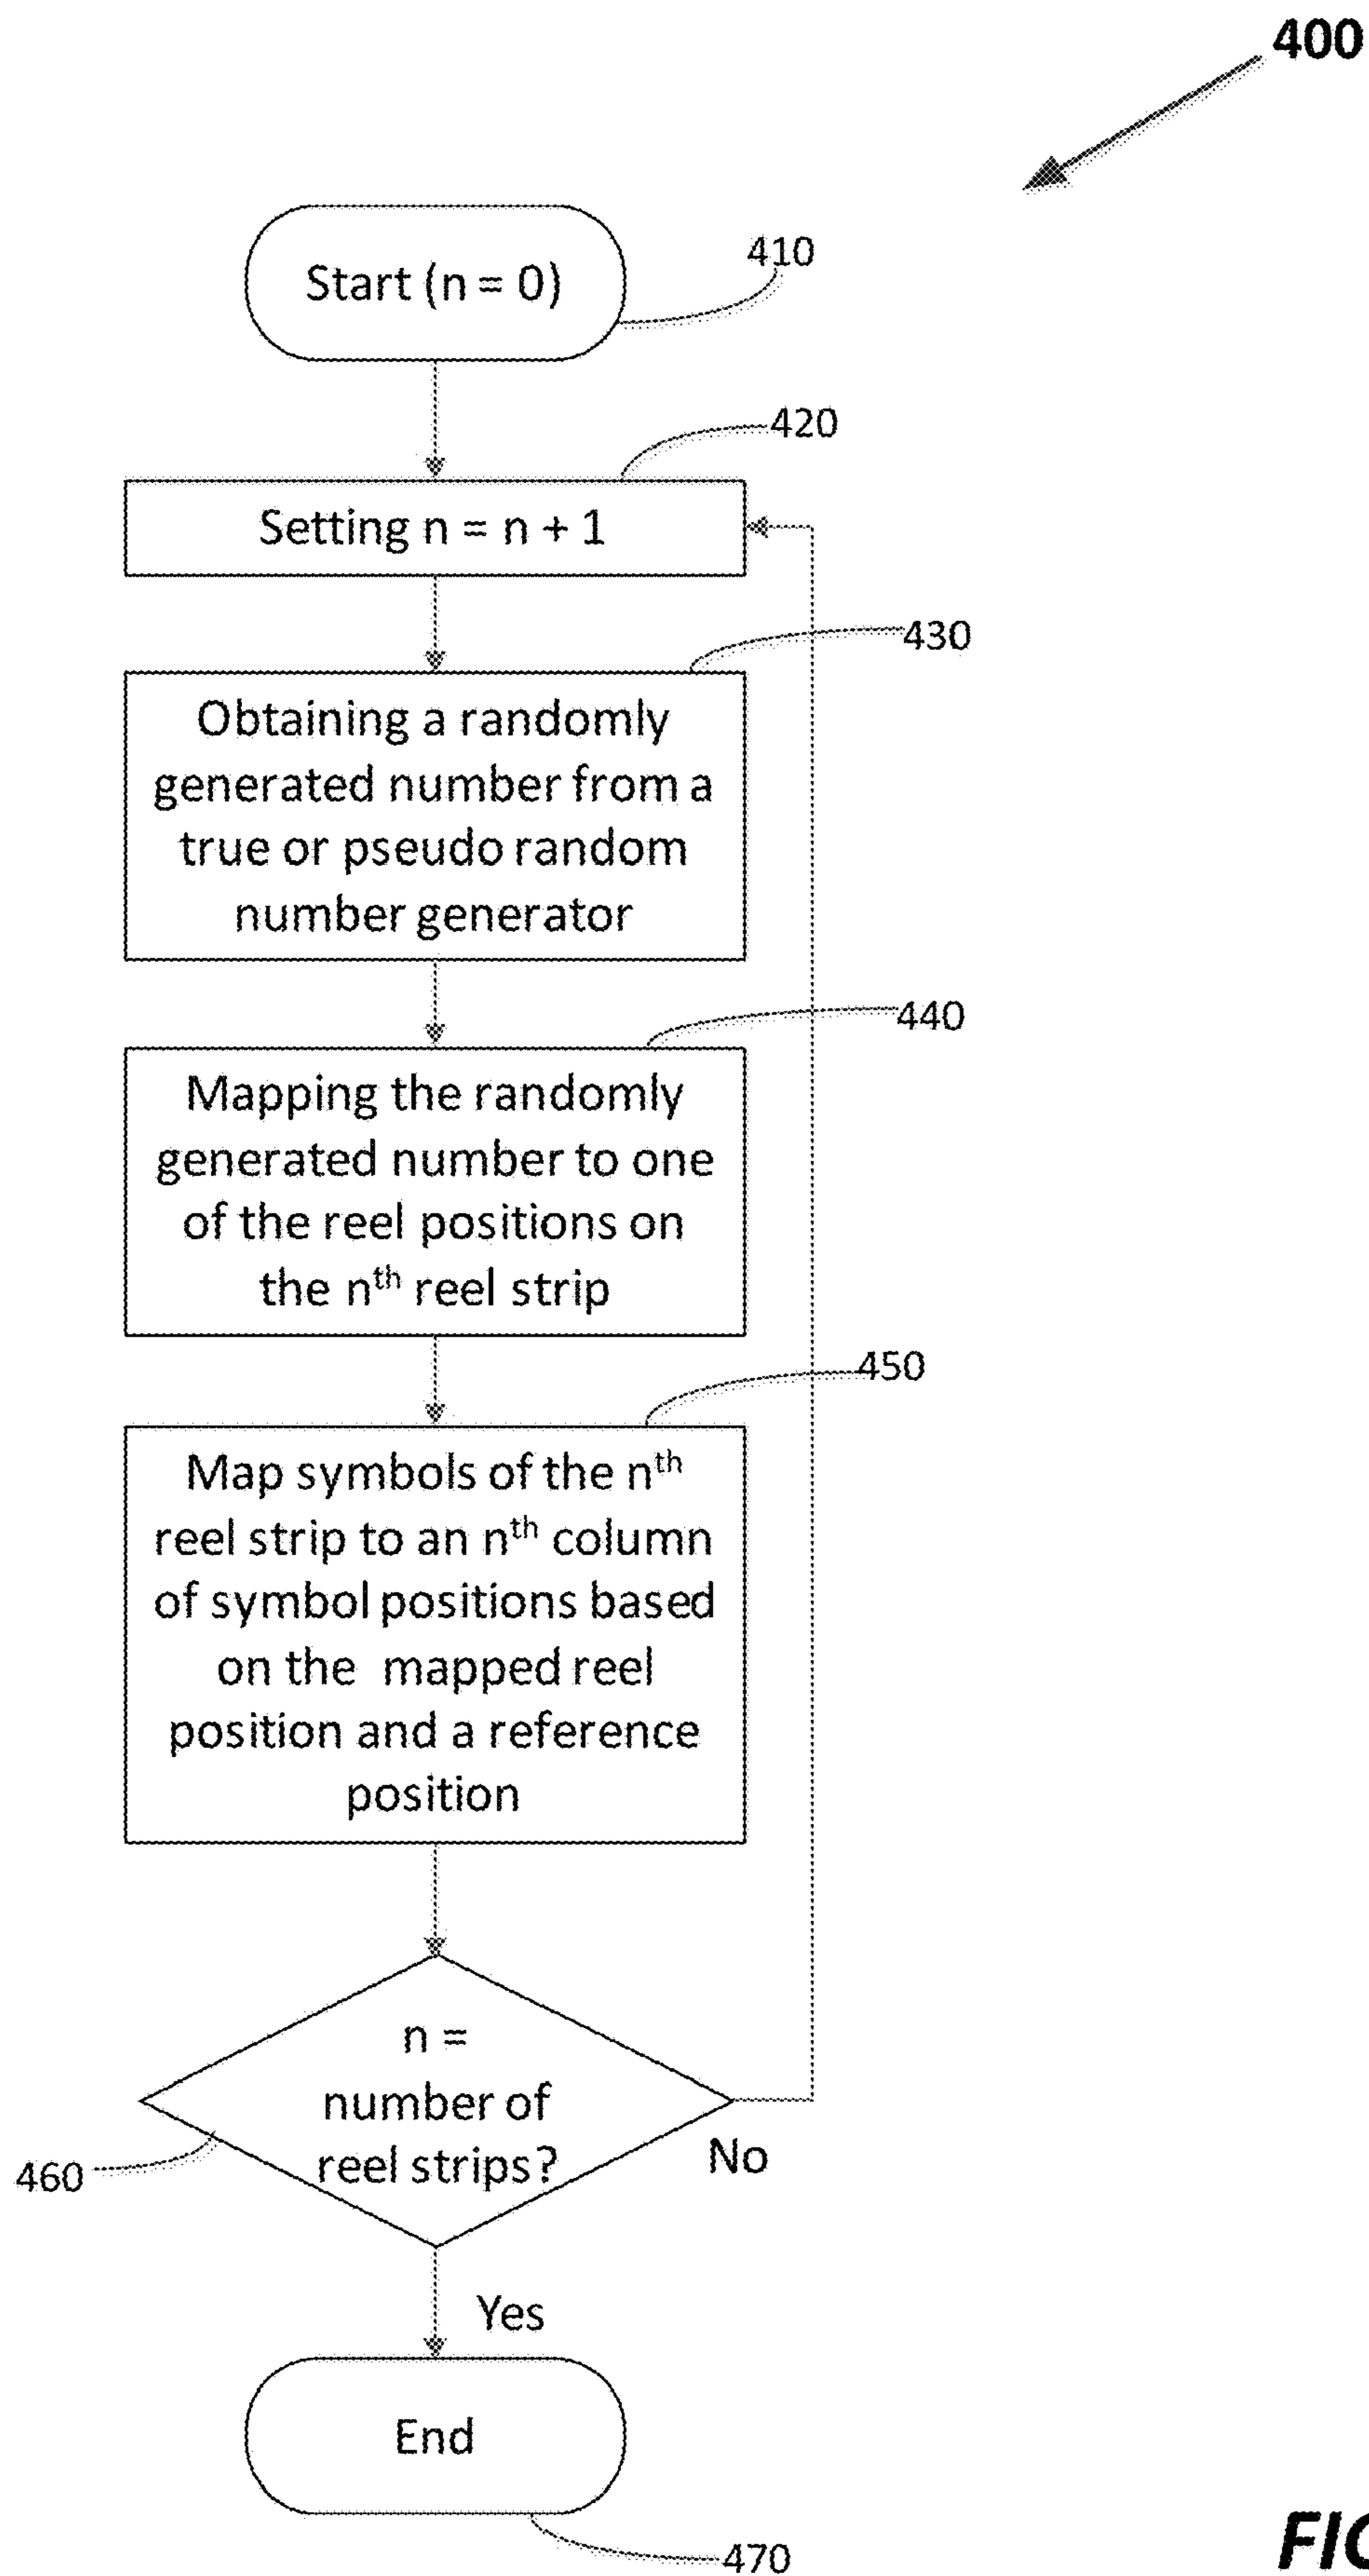 400
Start (n = 0)
410
420
Setting n = n + 1
430
Obtaining a randomly
generated number from a
true or pseudo random
number generator
440
Mapping the randomly
generated number to one
of the reel positions on
the nth reel strip
450
Map symbols of the nth
reel strip to an nth column
of symbol positions based
on the mapped reel
position and a reference
position
n =
number of
reel strips?
No
460
Yes
End
470